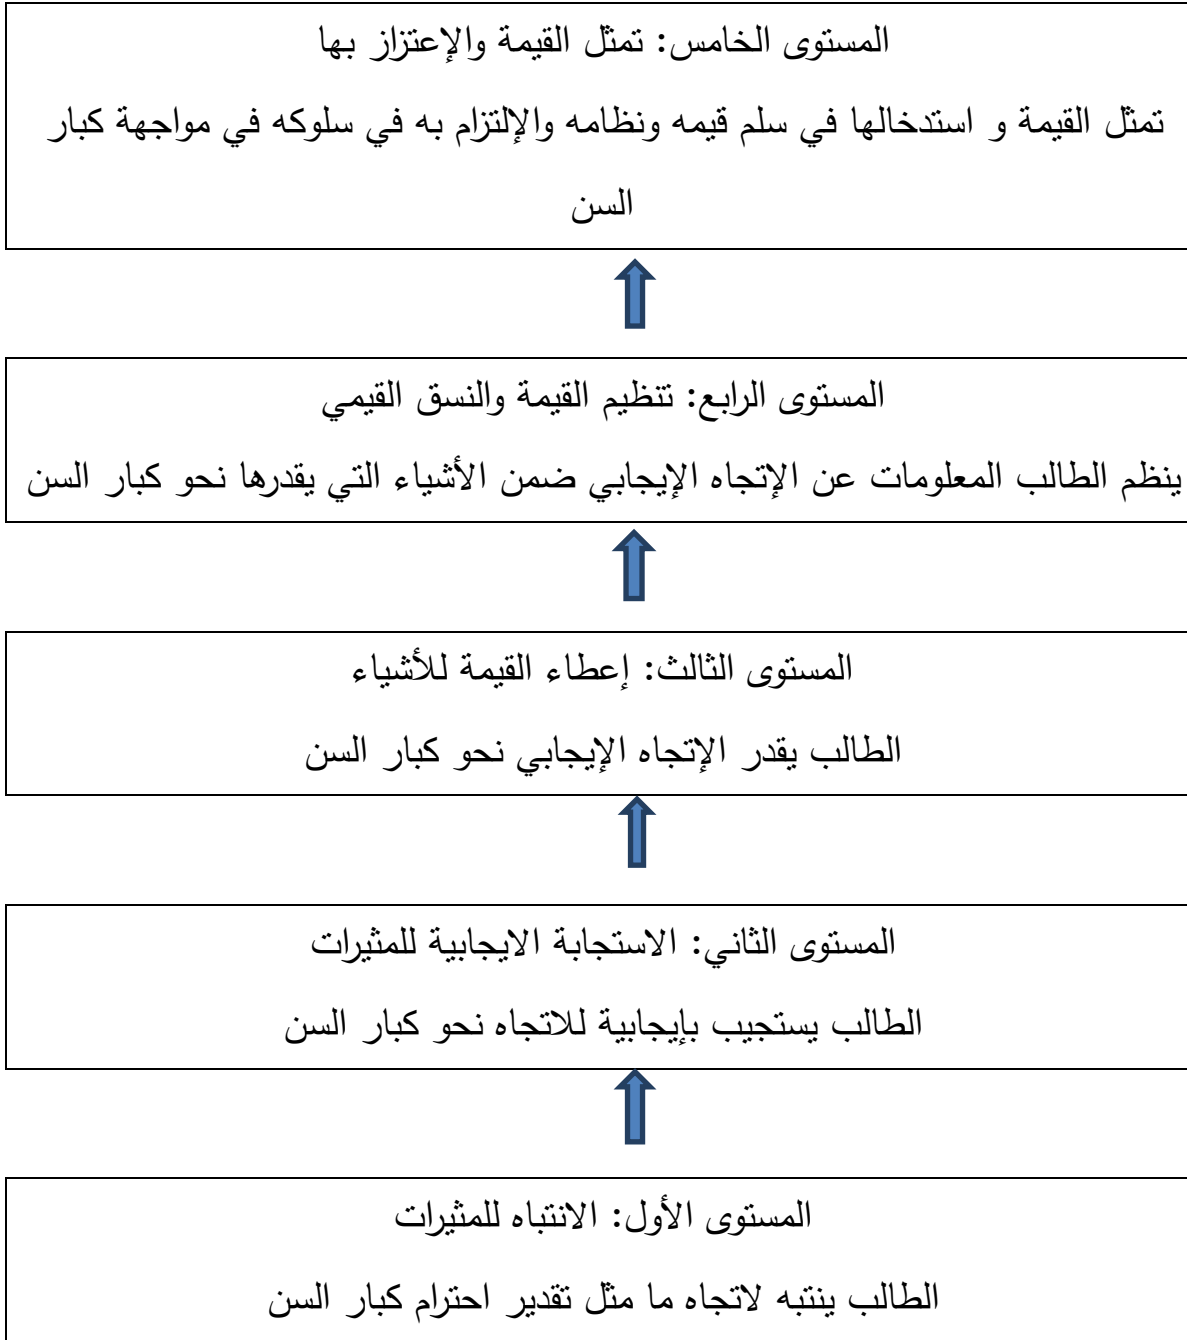 المستوى الخامس: تمثل القيمة والإعتزاز بها
تمثل القيمة و استدخالها في سلم قيمه ونظامه والإلتزام به في سلوكه في مواجهة كبار
السن
المستوى الرابع: تنظيم القيمة والنسق القيمي
ينظم الطالب المعلومات عن الإتجاه الإيجابي ضمن الأشياء التي يقدرها نحو كبار السن
المستوى الثالث: إعطاء القيمة للأشياء
الطالب يقدر الإتجاه الإيجابي نحو كبار السن
المستوى الثاني: الاستجابة الايجابية للمثيرات
الطالب يستجيب بإيجابية للاتجاه نحو كبار السن
المستوى الأول: الانتباه للمثيرات
الطالب ينتبه لاتجاه ما مثل تقدير احترام كبار السن